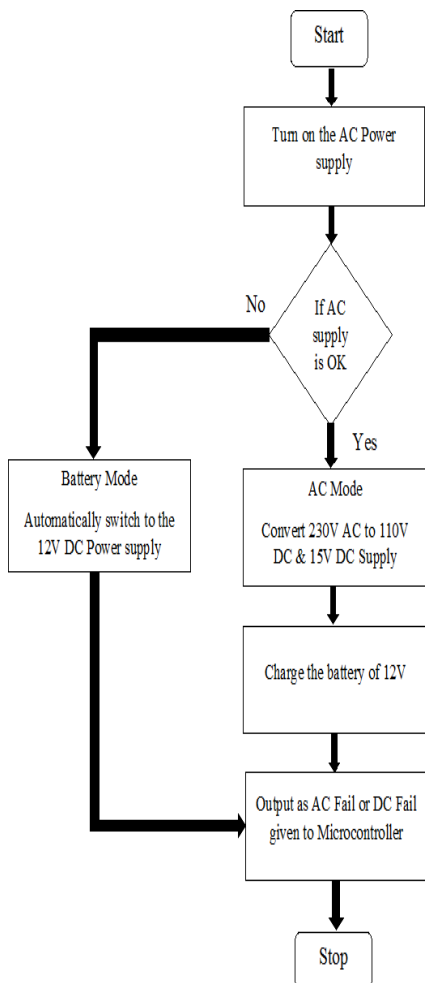 Start
Turn on the AC Power
supply
If AC
supply
is OK
No
Yes
Battery Mode
Automatically switch to the
12V DC Power supply
AC Mode
Convert 230V AC to 110V
DC & 15V DC Supply
Charge the battery of 12V
Output as AC Fail or DC Fail
given to Microcontroller
Stop